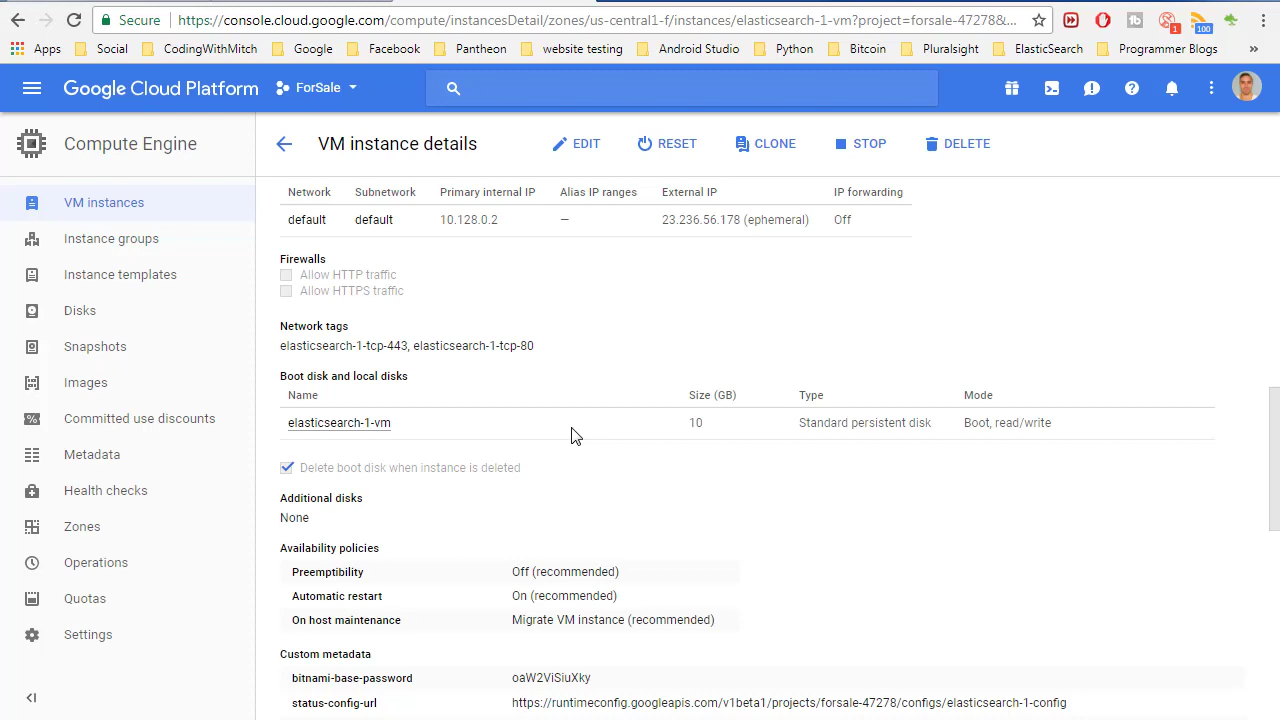 Secure https://console.cloud.google.com/compute/instancesDetail/zones/us-central1-f/instances/elasticsearch-1-vm?project=forsale-47278&... 1 100
Apps Social CodingWithMitch Google Facebook Pantheon website testing Android Studio Python Bitcoin Pluralsight ElasticSearch Programmer Blogs »
Google Cloud Platform ForSale
Compute Engine
VM instances
Instance groups
Instance templates
Disks
Snapshots
Images
Committed use discounts
Metadata
Health checks
Zones
Operations
Quotas
Settings
VM instance details EDIT RESET CLONE STOP DELETE
Network Subnetwork Primary internal IP Alias IP ranges External IP IP forwarding
default default 10.128.0.2 — 23.236.56.178 (ephemeral) Off
Firewalls
Allow HTTP traffic
Allow HTTPS traffic
Network tags
elasticsearch-1-tcp-443, elasticsearch-1-tcp-80
Boot disk and local disks
Name Size (GB) Type Mode
elasticsearch-1-vm 10 Standard persistent disk Boot, read/write
Delete boot disk when instance is deleted
Additional disks
None
Availability policies
Preemptibility Off (recommended)
Automatic restart On (recommended)
On host maintenance Migrate VM instance (recommended)
Custom metadata
bitnami-base-password oaW2ViSiuXky
status-config-url https://runtimeconfig.googleapis.com/v1beta1/projects/forsale-47278/configs/elasticsearch-1-config